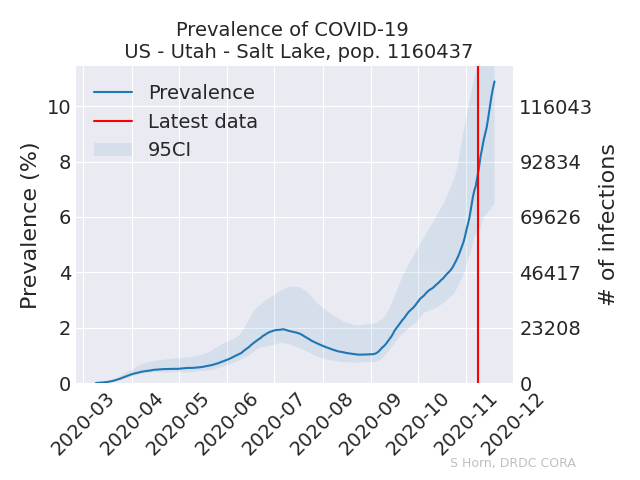 Prevalence of COVID-19
US - Utah - Salt Lake, pop. 1160437
Prevalence
Latest data
95CI
Prevalence (%)
10
8
6
4
2
0
116043
92834
69626
46417
23208
0
# of infections
2020-03
2020-04
2020-05
2020-06
2020-07
2020-08
2020-09
2020-10
2020-11
2020-12
S Horn, DRDC CORA